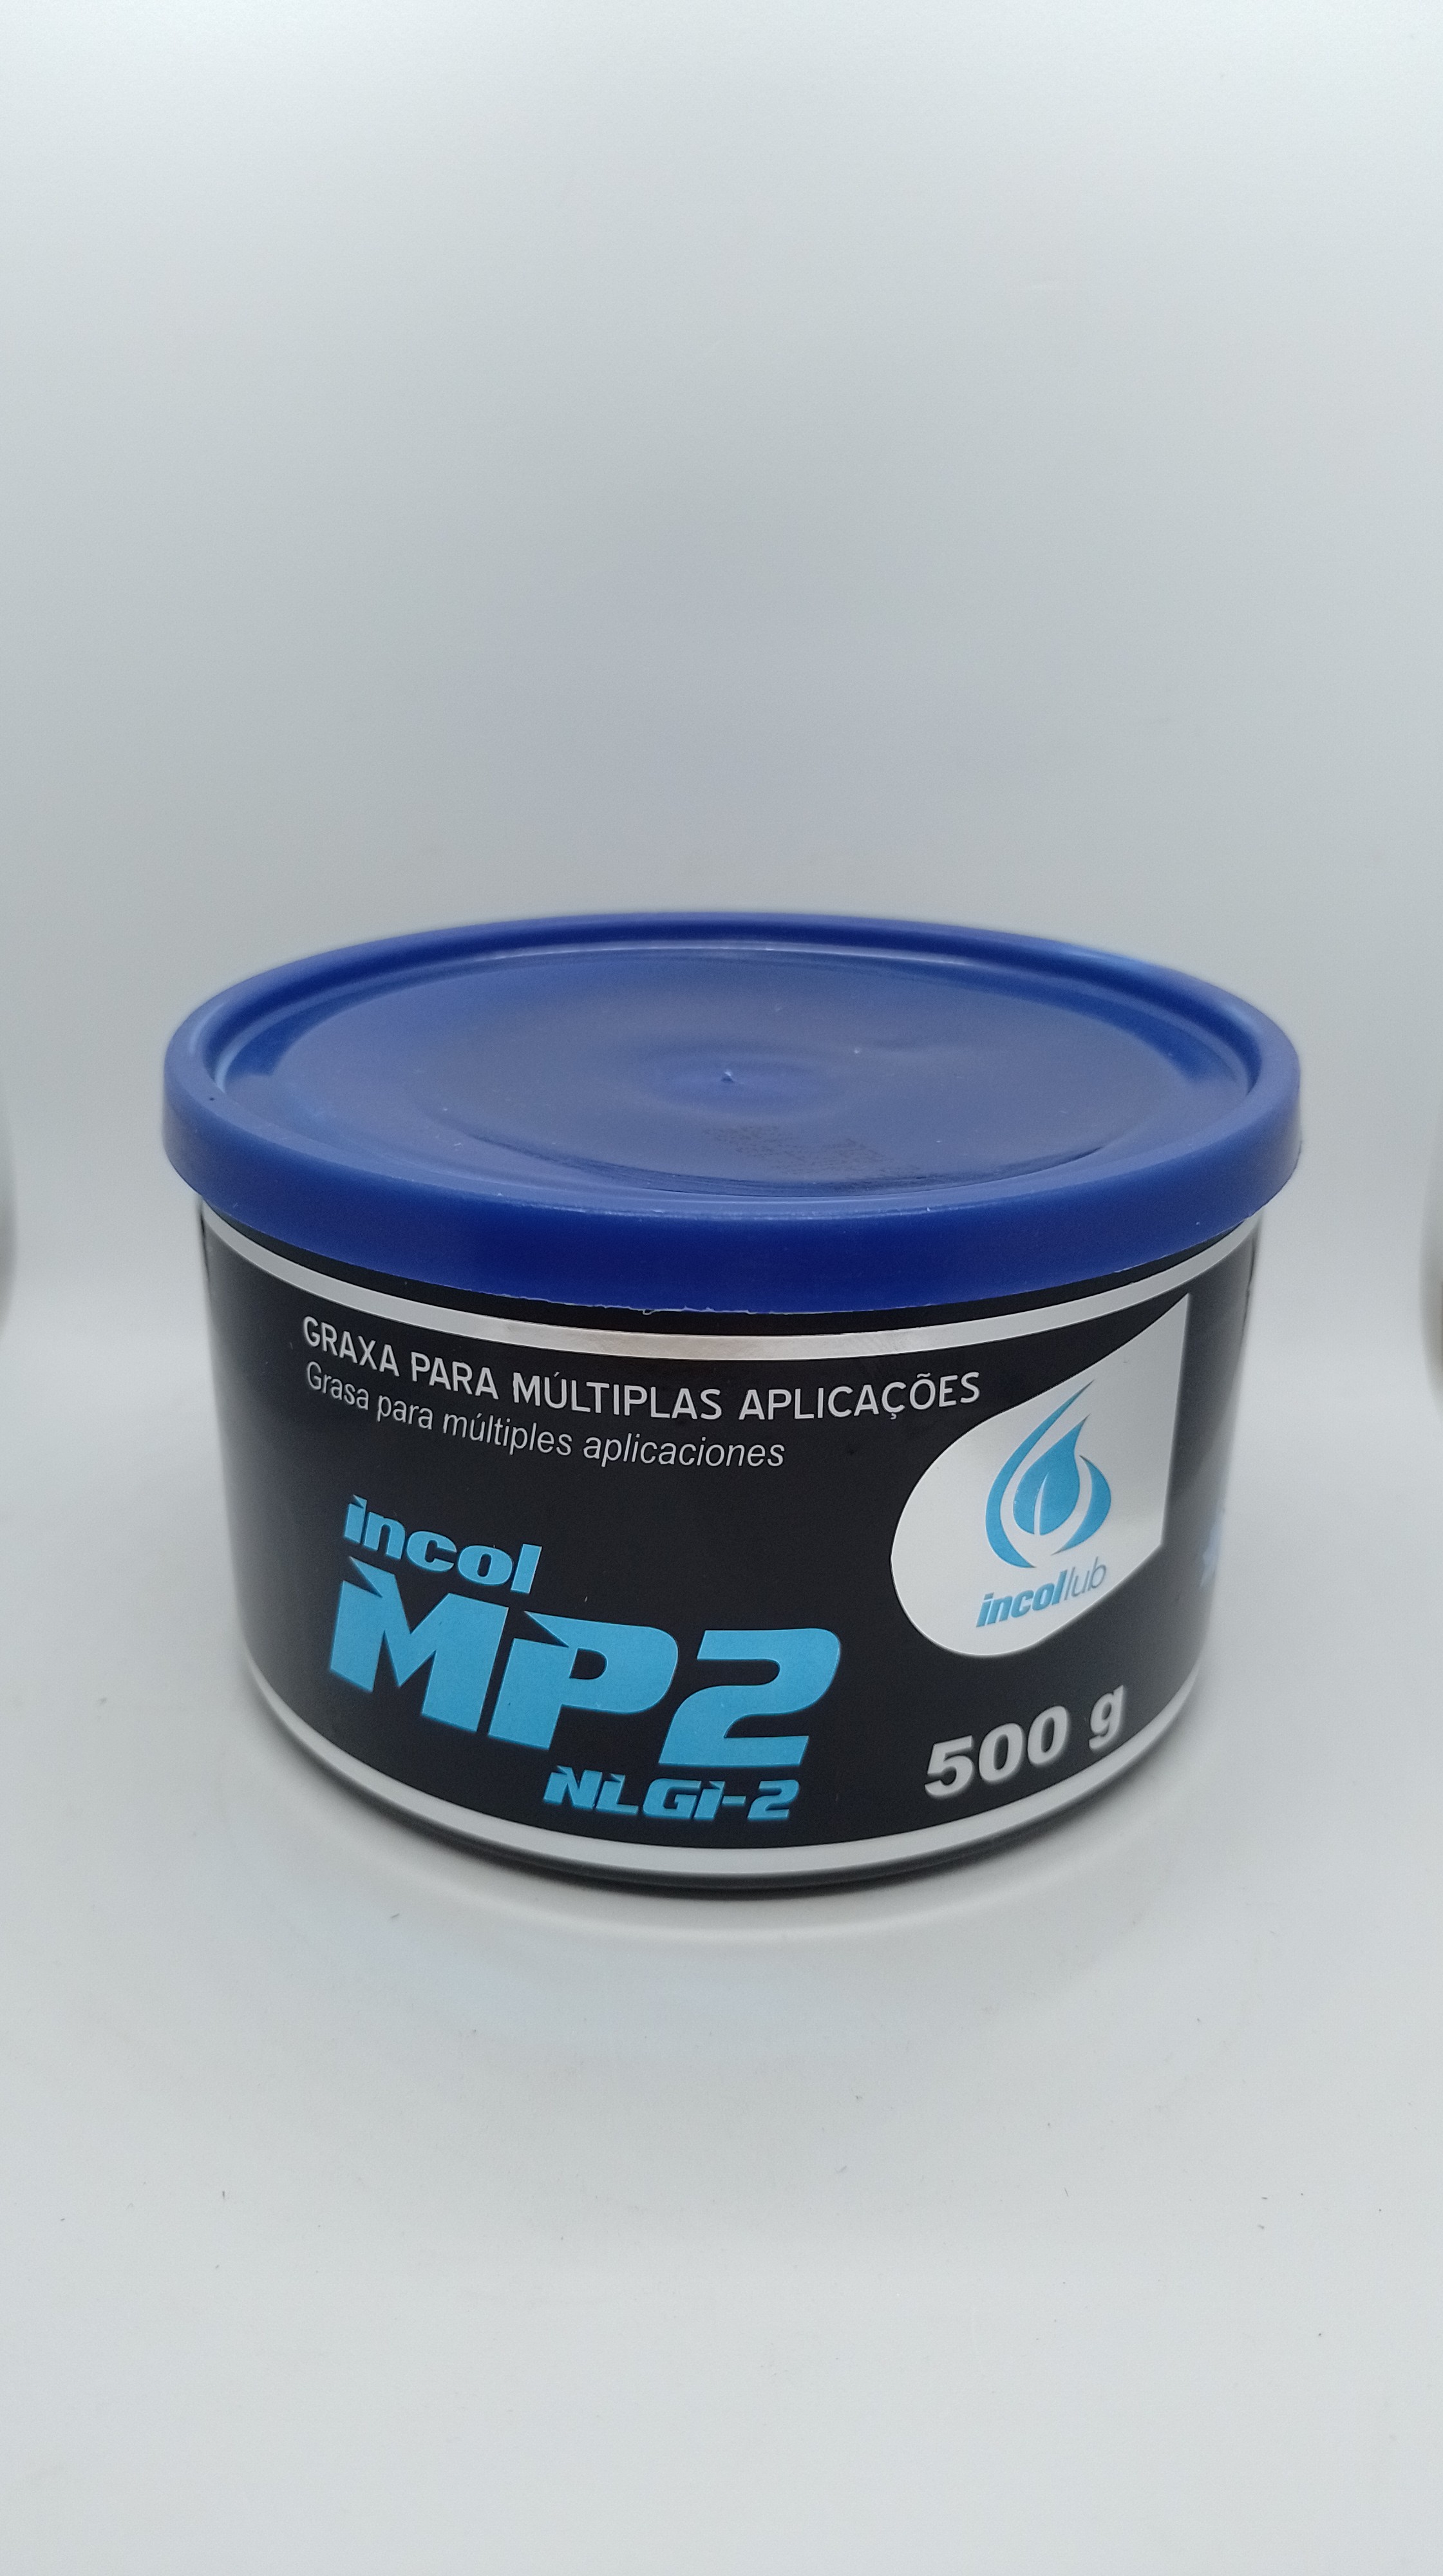 GRAXA PARA MÚLTIPLAS APLICAÇÕES
Grasa para múltiples aplicaciones
incol
MP2
NLGI-2
incollub
500 g